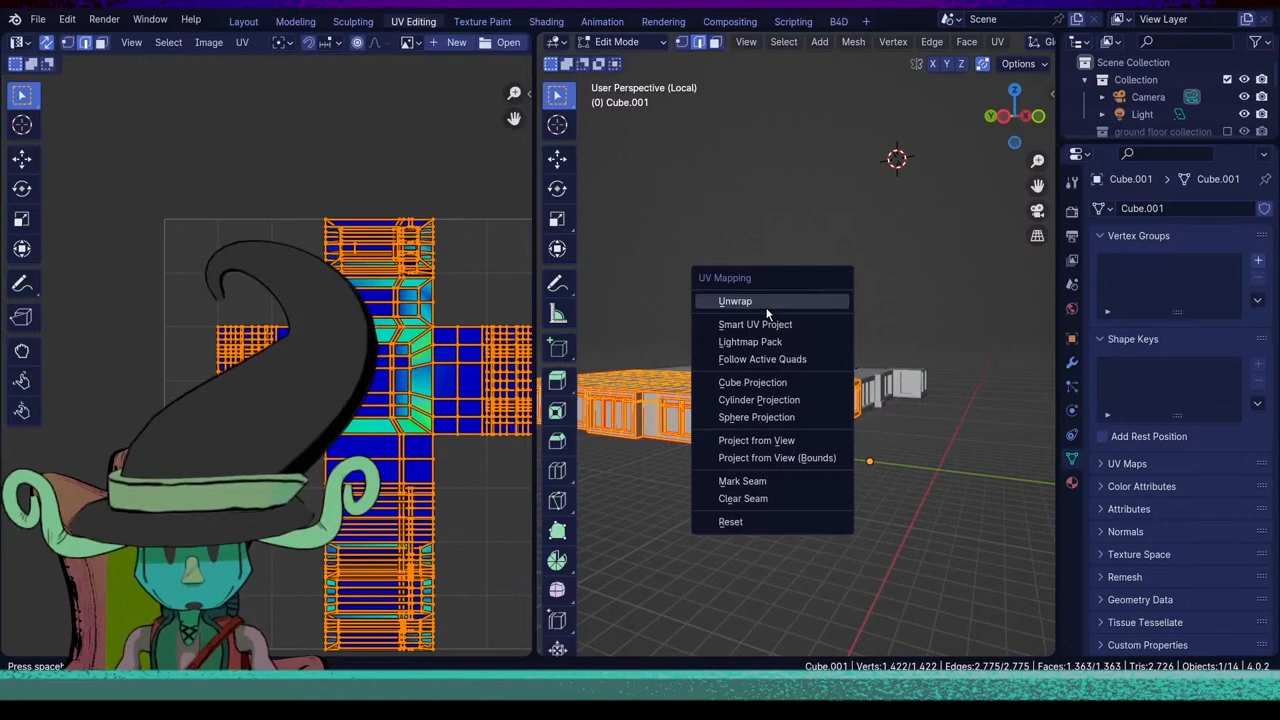 File Edit Render Window Help
Layout Modeling Sculpting UV Editing Texture Paint Shading Animation Rendering Compositing Scripting B4D +
Scene
View Layer
View Select Image UV
New Open
Edit Mode
View Select Add Mesh Vertex Edge Face UV
X Y Z
Options
User Perspective (Local)
(0) Cube.001
Z
Y
X
UV Mapping
Unwrap
Smart UV Project
Lightmap Pack
Follow Active Quads
Cube Projection
Cylinder Projection
Sphere Projection
Project from View
Project from View (Bounds)
Mark Seam
Clear Seam
Reset
Scene Collection
Collection
Camera
Light
ground floor collection
Cube.001 > Cube.001
Cube.001
Vertex Groups
Shape Keys
Add Rest Position
UV Maps
Color Attributes
Attributes
Normals
Texture Space
Remesh
Geometry Data
Texture Tessellate
Custom Properties
Cube.001 | Verts:1.422/1.422 | Edges:2.775/2.775 | Faces:1.363/1.363 | Tris:2.726 | Objects:1/14 | 4.0.2